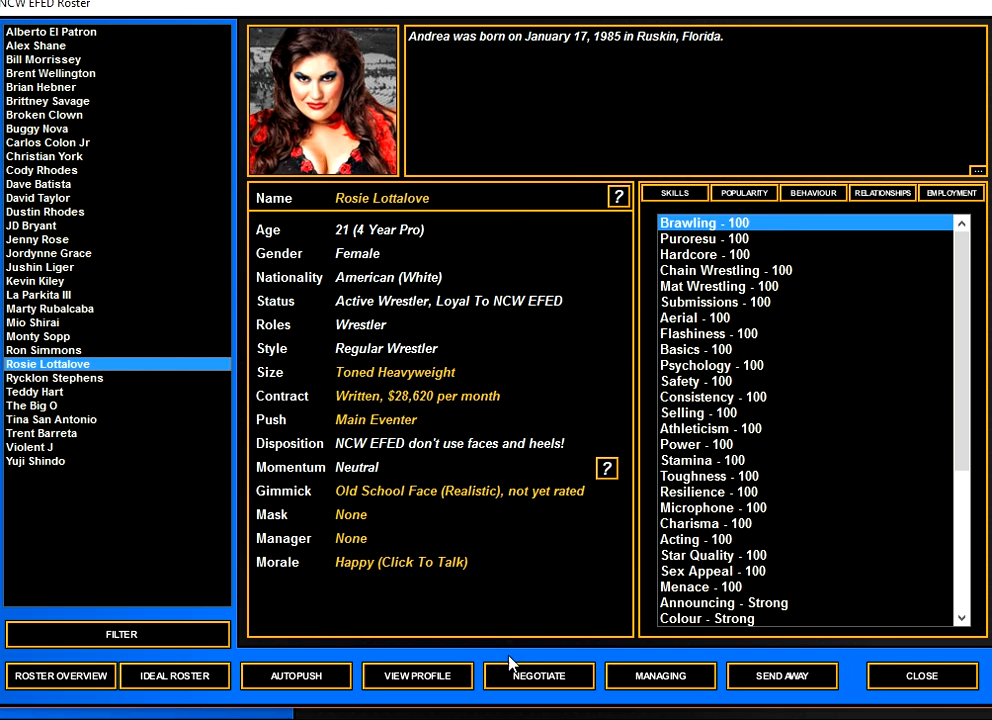 NCW EFED Roster
Alberto El Patron
Alex Shane
Bill Morrissey
Brent Wellington
Brian Hebner
Brittney Savage
Broken Clown
Buggy Nova
Carlos Colon Jr
Christian York
Cody Rhodes
Dave Batista
David Taylor
Dustin Rhodes
JD Bryant
Jenny Rose
Jordynne Grace
Jushin Liger
Kevin Kiley
La Parkita III
Marty Rubalcaba
Mio Shirai
Monty Sopp
Ron Simmons
Rosie Lottalove
Rycklon Stephens
Teddy Hart
The Big O
Tina San Antonio
Trent Barreta
Violent J
Yuji Shindo
FILTER
Andrea was born on January 17, 1985 in Ruskin, Florida.
...
Name Rosie Lottalove ?
Age 21 (4 Year Pro)
Gender Female
Nationality American (White)
Status Active Wrestler, Loyal To NCW EFED
Roles Wrestler
Style Regular Wrestler
Size Toned Heavyweight
Contract Written, $28,620 per month
Push Main Eventer
Disposition NCW EFED don't use faces and heels!
Momentum Neutral ?
Gimmick Old School Face (Realistic), not yet rated
Mask None
Manager None
Morale Happy (Click To Talk)
SKILLS POPULARITY BEHAVIOUR RELATIONSHIPS EMPLOYMENT
Brawling - 100
Puroresu - 100
Hardcore - 100
Chain Wrestling - 100
Mat Wrestling - 100
Submissions - 100
Aerial - 100
Flashiness - 100
Basics - 100
Psychology - 100
Safety - 100
Consistency - 100
Selling - 100
Athleticism - 100
Power - 100
Stamina - 100
Toughness - 100
Resilience - 100
Microphone - 100
Charisma - 100
Acting - 100
Star Quality - 100
Sex Appeal - 100
Menace - 100
Announcing - Strong
Colour - Strong
ROSTER OVERVIEW IDEAL ROSTER AUTOPUSH VIEW PROFILE NEGOTIATE MANAGING SEND AWAY CLOSE